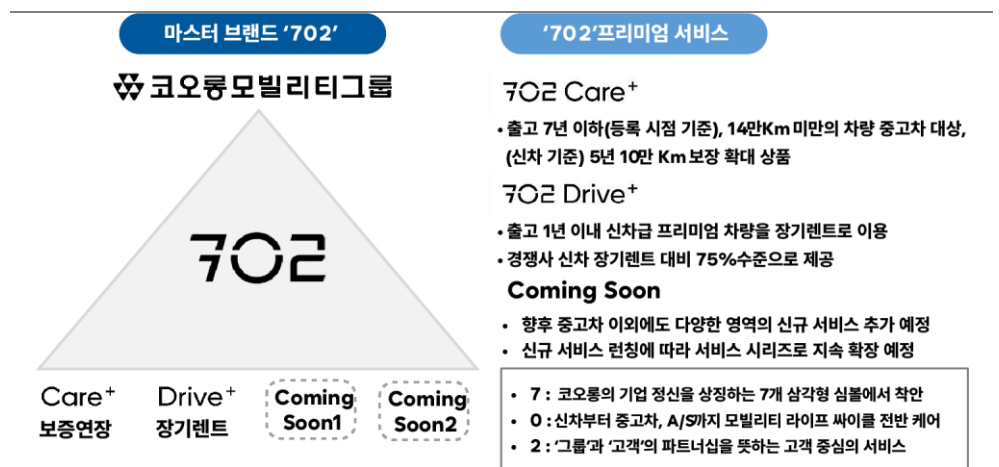 마스터 브랜드 ‘702’
코오롱모빌리티그룹
702
Care+
보증연장
Drive+
장기렌트
Coming
Soon1
Coming
Soon2
‘702’프리미엄 서비스
702 Care+
• 출고 7년 이하(등록 시점 기준), 14만Km 미만의 차량 중고차 대상,
(신차 기준) 5년 10만 Km 보장 확대 상품
702 Drive+
• 출고 1년 이내 신차급 프리미엄 차량을 장기렌트로 이용
• 경쟁사 신차 장기렌트 대비 75%수준으로 제공
Coming Soon
• 향후 중고차 이외에도 다양한 영역의 신규 서비스 추가 예정
• 신규 서비스 런칭에 따라 서비스 시리즈로 지속 확장 예정
• 7 : 코오롱의 기업 정신을 상징하는 7개 삼각형 심볼에서 착안
• 0 : 신차부터 중고차, A/S까지 모빌리티 라이프 싸이클 전반 케어
• 2 : ‘그룹’과 ‘고객’의 파트너십을 뜻하는 고객 중심의 서비스